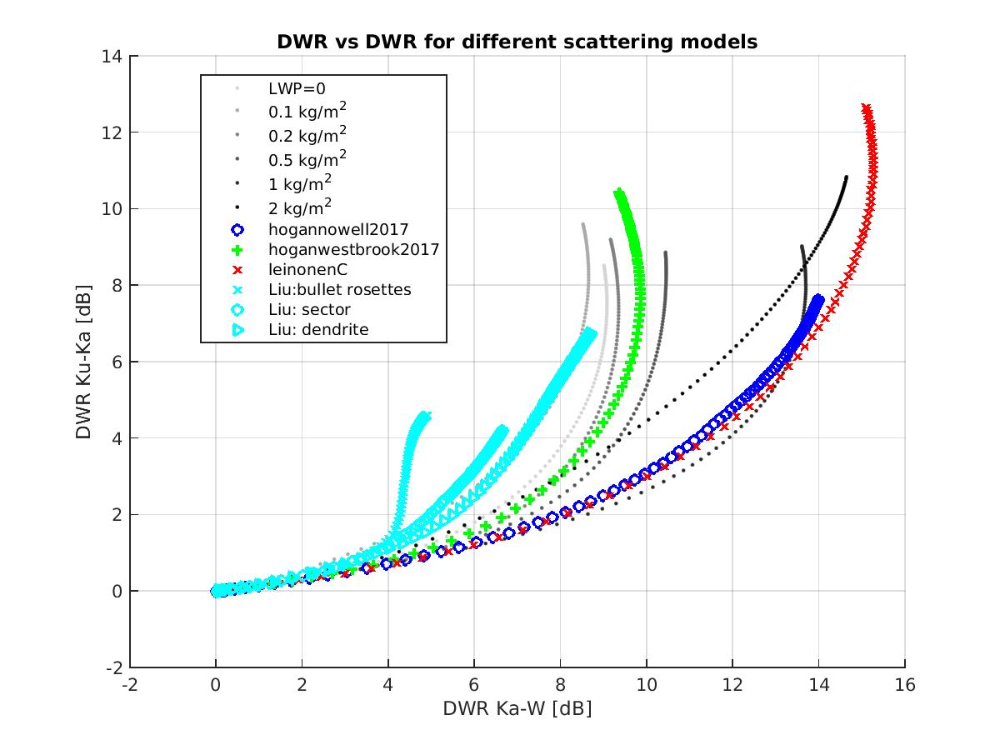 DWR vs DWR for different scattering models
14
12
10
8
6
4
2
0
-2
DWR Ku-Ka [dB]
LWP=0
0.1 kg/m²
0.2 kg/m²
0.5 kg/m²
1 kg/m²
2 kg/m²
hogannowell2017
hoganwestbrook2017
leinonenC
Liu:bullet rosettes
Liu: sector
Liu: dendrite
-2 0 2 4 6 8 10 12 14 16
DWR Ka-W [dB]